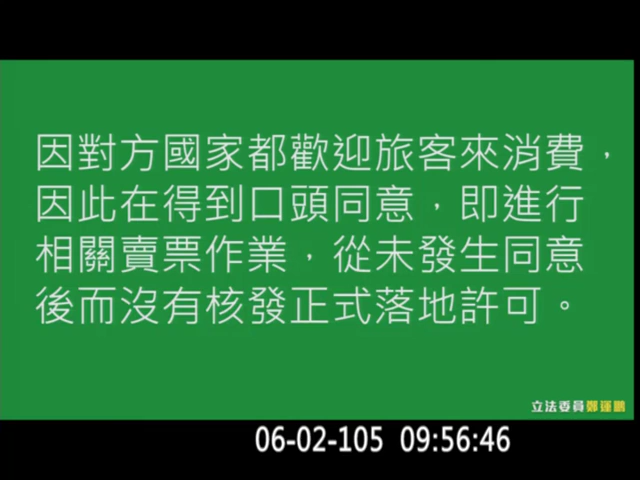 因對方國家都歡迎旅客來消費，
因此在得到口頭同意，即進行
相關賣票作業，從未發生同意
後而沒有核發正式落地許可。
立法委員鄭運鵬
06-02-105 09:56:46